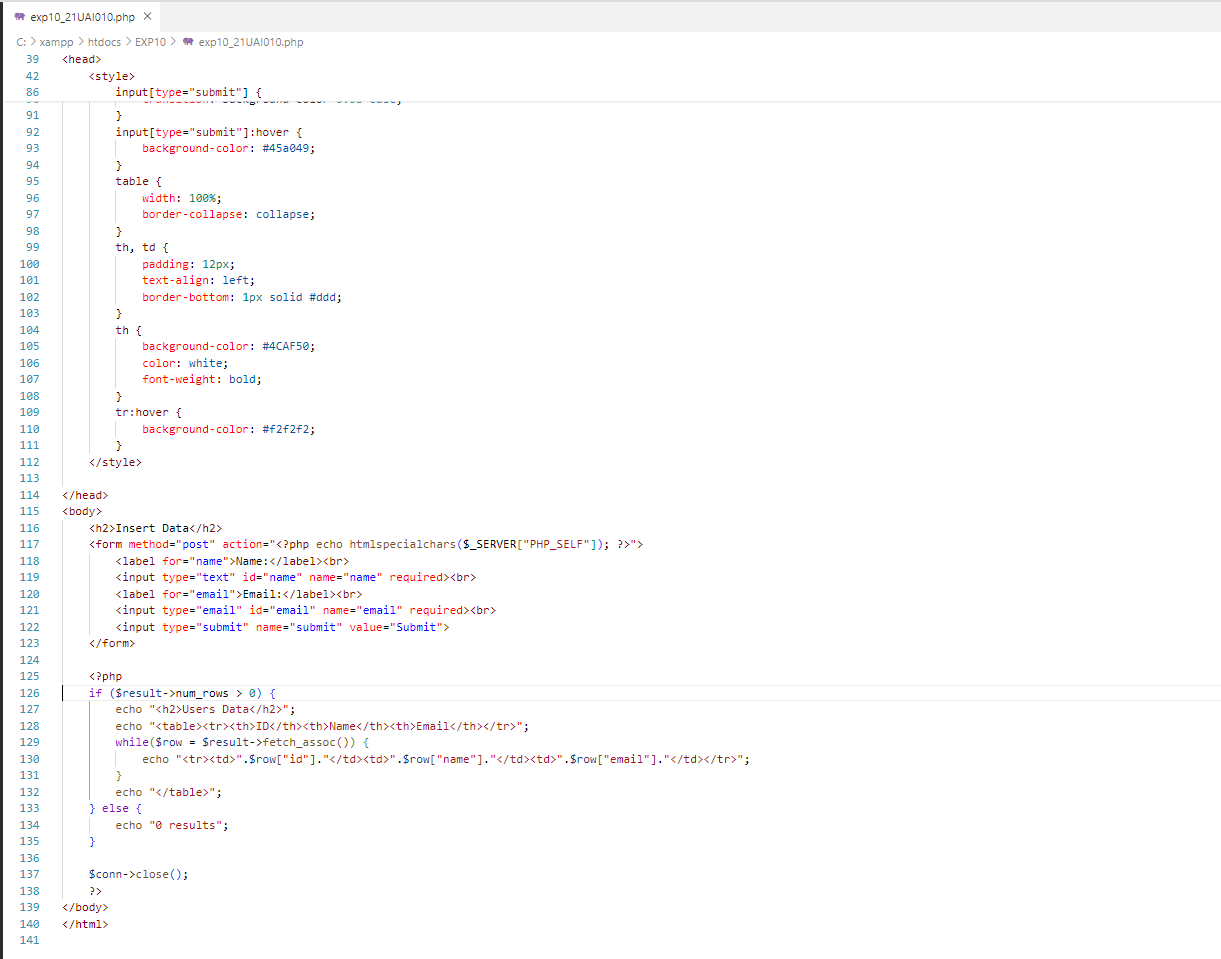 exp10_21UAI010.php ×
C: > xampp > htdocs > EXP10 > exp10_21UAI010.php
39 <head>
42 <style>
86 input[type="submit"] {
91 }
92 input[type="submit"]:hover {
93 background-color: #45a049;
94 }
95 table {
96 width: 100%;
97 border-collapse: collapse;
98 }
99 th, td {
100 padding: 12px;
101 text-align: left;
102 border-bottom: 1px solid #ddd;
103 }
104 th {
105 background-color: #4CAF50;
106 color: white;
107 font-weight: bold;
108 }
109 tr:hover {
110 background-color: #f2f2f2;
111 }
112 </style>
113
114 </head>
115 <body>
116 <h2>Insert Data</h2>
117 <form method="post" action="<?php echo htmlspecialchars($_SERVER["PHP_SELF"]); ?>">
118 <label for="name">Name:</label><br>
119 <input type="text" id="name" name="name" required><br>
120 <label for="email">Email:</label><br>
121 <input type="email" id="email" name="email" required><br>
122 <input type="submit" name="submit" value="Submit">
123 </form>
124
125 <?php
126 if ($result->num_rows > 0) {
127 echo "<h2>Users Data</h2>";
128 echo "<table><tr><th>ID</th><th>Name</th><th>Email</th></tr>";
129 while($row = $result->fetch_assoc()) {
130 echo "<tr><td>".$row["id"]."</td><td>".$row["name"]."</td><td>".$row["email"]."</td></tr>";
131 }
132 echo "</table>";
133 } else {
134 echo "0 results";
135 }
136
137 $conn->close();
138 ?>
139 </body>
140 </html>
141